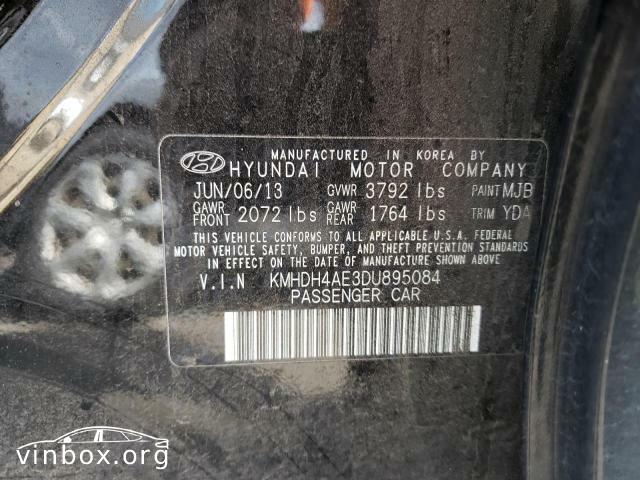 MANUFACTURED IN KOREA BY
HYUNDAI MOTOR COMPANY
JUN/06/13 GVWR 3792 lbs PAINT MJB
GAWR FRONT 2072 lbs GAWR REAR 1764 lbs TRIM YDA
THIS VEHICLE CONFORMS TO ALL APPLICABLE U.S.A. FEDERAL
MOTOR VEHICLE SAFETY, BUMPER, AND THEFT PREVENTION STANDARDS
IN EFFECT ON THE DATE OF MANUFACTURE SHOWN ABOVE
V.I.N KMHDH4AE3DU895084
PASSENGER CAR
vinbox.org